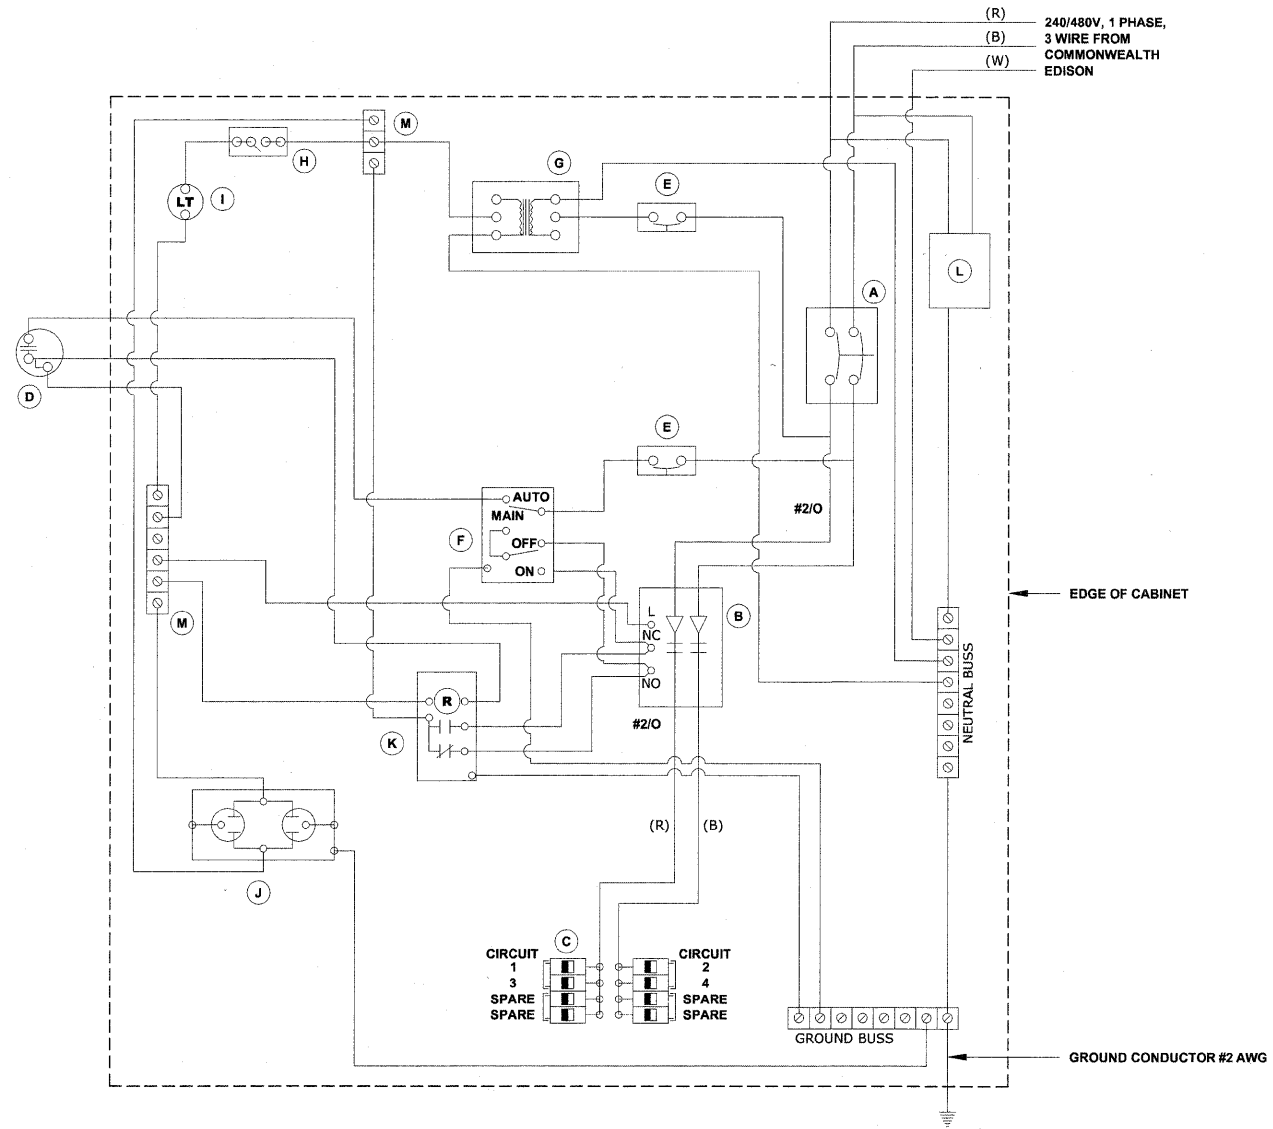 (R)
(B)
(W)
240/480V, 1 PHASE,
3 WIRE FROM
COMMONWEALTH
EDISON
M
H
G
E
I
LT
L
A
D
E
AUTO
MAIN
F
OFF
ON
#2/O
EDGE OF CABINET
M
L
NC
NO
B
#2/O
NEUTRAL BUSS
R
K
(R)
(B)
J
C
CIRCUIT
1
3
SPARE
SPARE
CIRCUIT
2
4
SPARE
SPARE
GROUND BUSS
GROUND CONDUCTOR #2 AWG